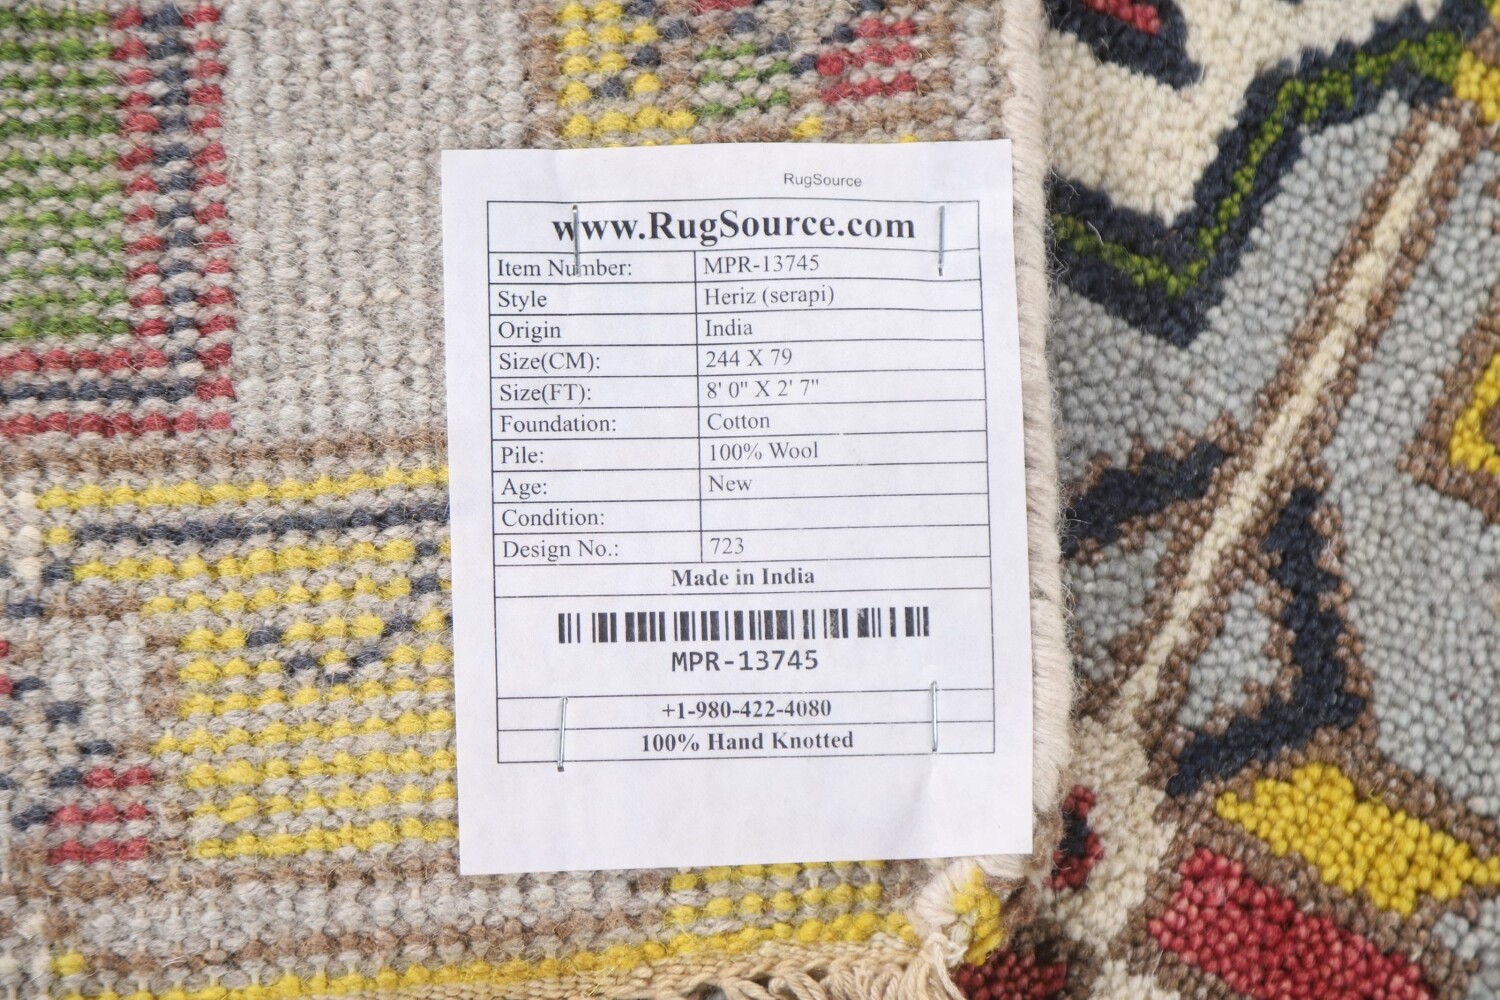 RugSource
www.RugSource.com
Item Number: MPR-13745
Style Heriz (serapi)
Origin India
Size(CM): 244 X 79
Size(FT): 8' 0" X 2' 7"
Foundation: Cotton
Pile: 100% Wool
Age: New
Condition:
Design No.: 723
Made in India
MPR-13745
+1-980-422-4080
100% Hand Knotted